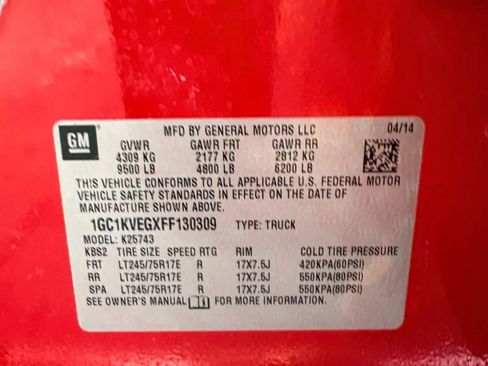 GM
MFD BY GENERAL MOTORS LLC 04/14
GVWR GAWR FRT GAWR RR
4309 KG 2177 KG 2812 KG
9500 LB 4800 LB 6200 LB
THIS VEHICLE CONFORMS TO ALL APPLICABLE U.S. FEDERAL MOTOR
VEHICLE SAFETY STANDARDS IN EFFECT ON THE DATE OF
MANUFACTURE SHOWN ABOVE.
1GC1KVEGXFF130309 TYPE: TRUCK
MODEL: K25743
KBS2 TIRE SIZE SPEED RTG RIM COLD TIRE PRESSURE
FRT LT245/75R17E R 17X7.5J 420KPA(60PSI)
RR LT245/75R17E R 17X7.5J 550KPA(80PSI)
SPA LT245/75R17E R 17X7.5J 550KPA(80PSI)
SEE OWNER'S MANUAL FOR MORE INFORMATION.